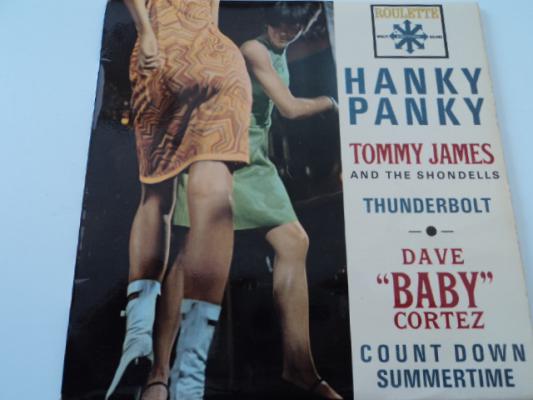 ROULETTE
HANKY
PANKY
TOMMY JAMES
AND THE SHONDELLS
THUNDERBOLT
DAVE
"BABY"
CORTEZ
COUNT DOWN
SUMMERTIME